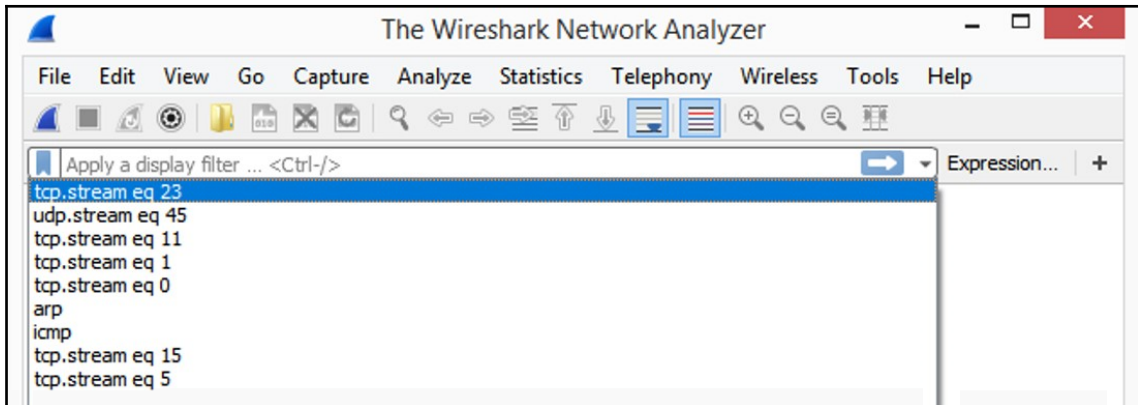 The Wireshark Network Analyzer
File Edit View Go Capture Analyze Statistics Telephony Wireless Tools Help
Apply a display filter ... <Ctrl-/> Expression... +
tcp.stream eq 23
udp.stream eq 45
tcp.stream eq 11
tcp.stream eq 1
tcp.stream eq 0
arp
icmp
tcp.stream eq 15
tcp.stream eq 5